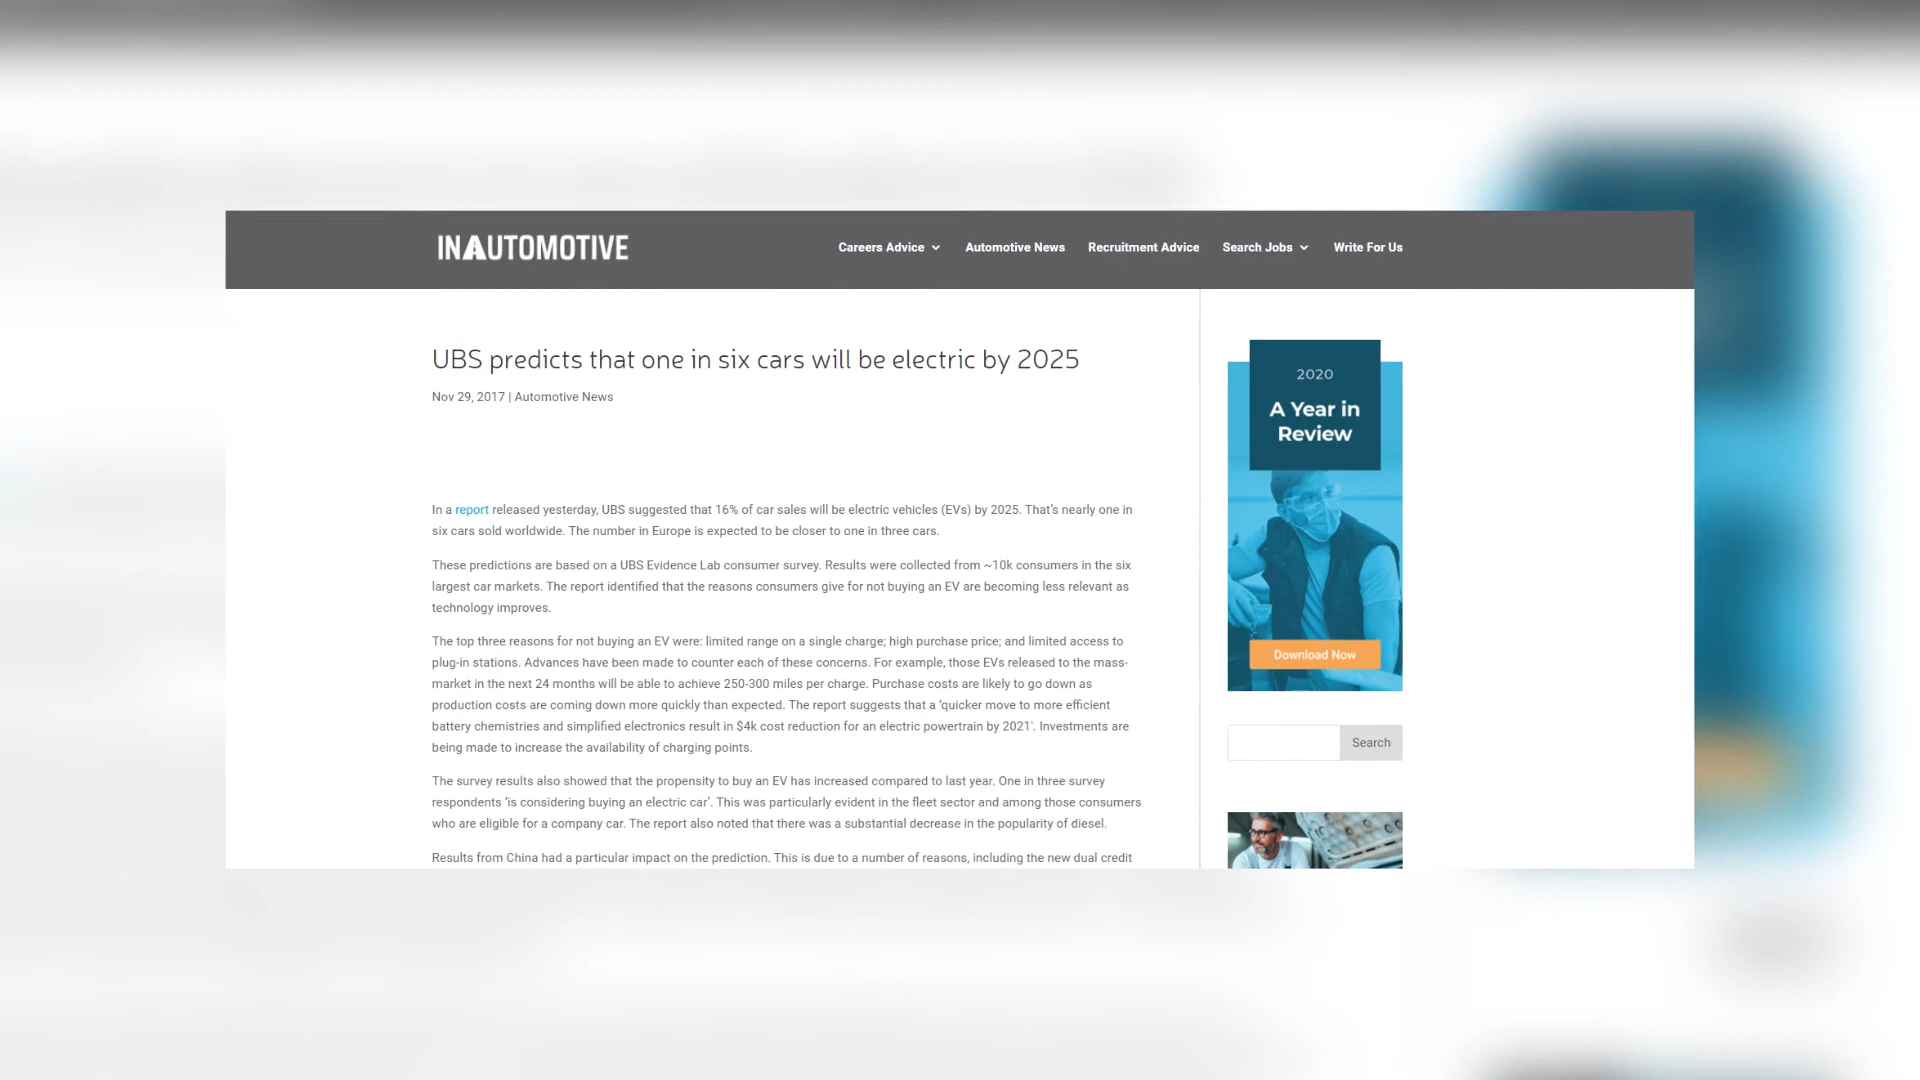 INAUTOMOTIVE
Careers Advice
Automotive News
Recruitment Advice
Search Jobs
Write For Us
UBS predicts that one in six cars will be electric by 2025
Nov 29, 2017 | Automotive News
In a report released yesterday, UBS suggested that 16% of car sales will be electric vehicles (EVs) by 2025. That's nearly one in
six cars sold worldwide. The number in Europe is expected to be closer to one in three cars.
These predictions are based on a UBS Evidence Lab consumer survey. Results were collected from ~10k consumers in the six
largest car markets. The report identified that the reasons consumers give for not buying an EV are becoming less relevant as
technology improves.
The top three reasons for not buying an EV were: limited range on a single charge; high purchase price; and limited access to
plug-in stations. Advances have been made to counter each of these concerns. For example, those EVs released to the mass-
market in the next 24 months will be able to achieve 250-300 miles per charge. Purchase costs are likely to go down as
production costs are coming down more quickly than expected. The report suggests that a 'quicker move to more efficient
battery chemistries and simplified electronics result in $4k cost reduction for an electric powertrain by 2021'. Investments are
being made to increase the availability of charging points.
The survey results also showed that the propensity to buy an EV has increased compared to last year. One in three survey
respondents 'is considering buying an electric car'. This was particularly evident in the fleet sector and among those consumers
who are eligible for a company car. The report also noted that there was a substantial decrease in the popularity of diesel.
Results from China had a particular impact on the prediction. This is due to a number of reasons, including the new dual credit
2020
A Year in
Review
Download Now
Search